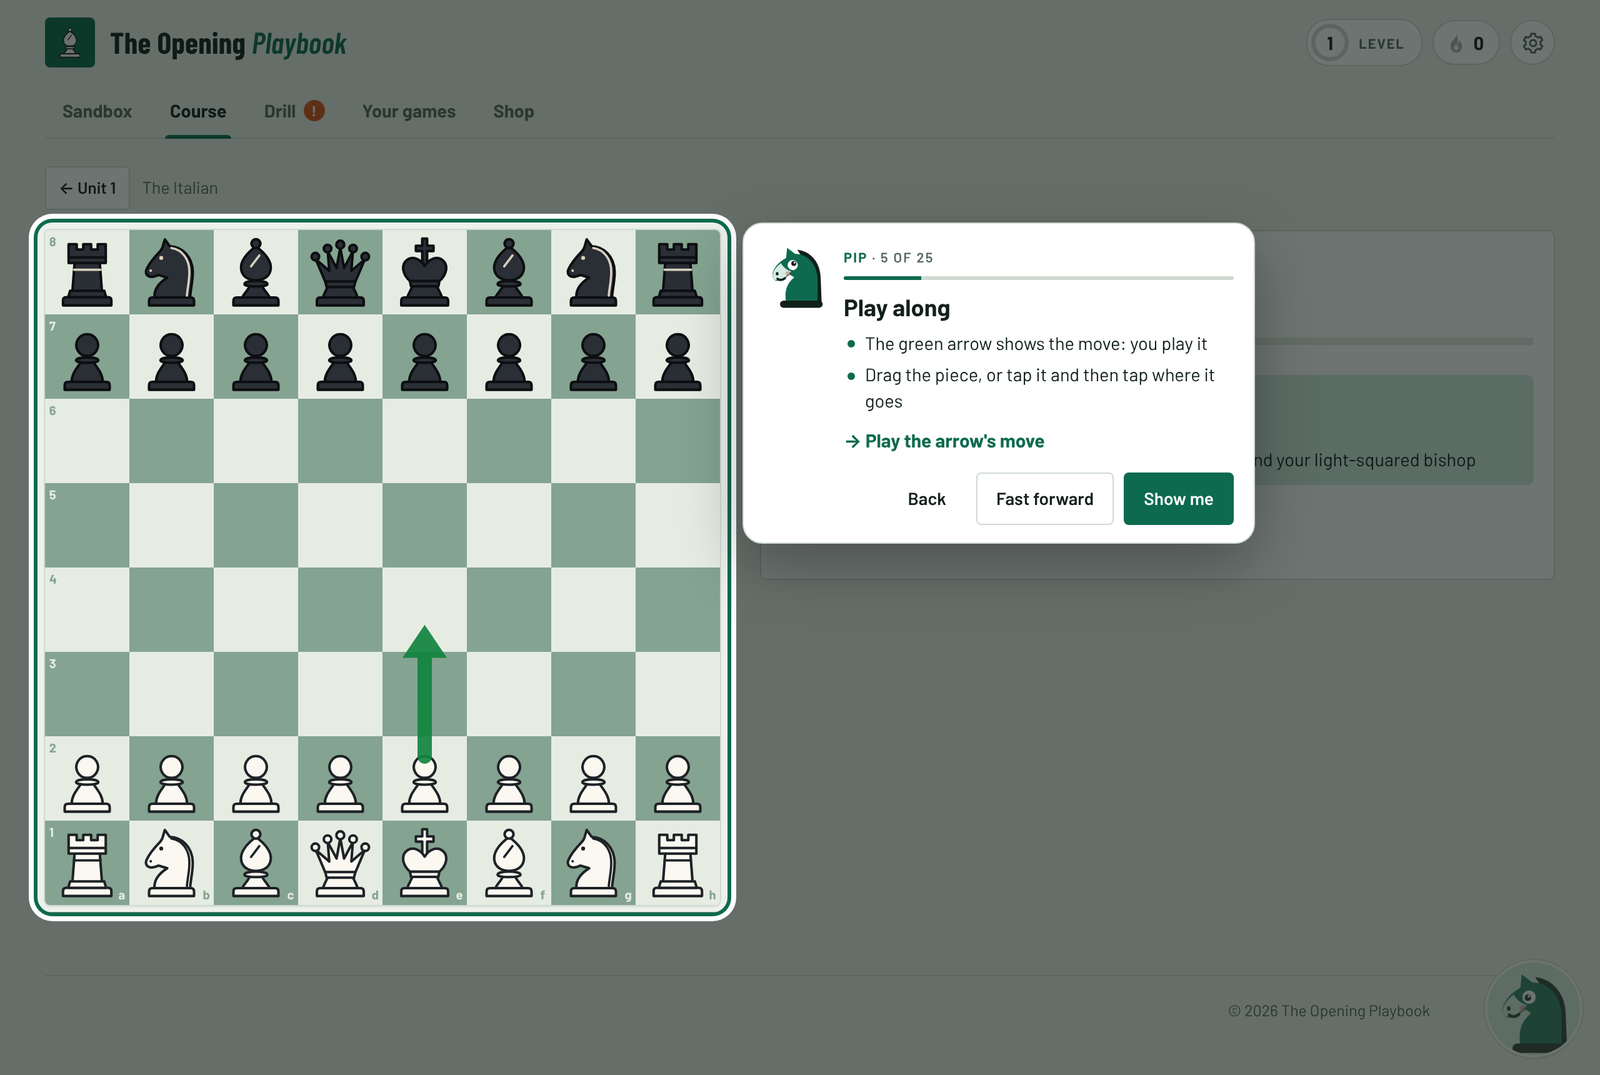 The Opening Playbook
1 LEVEL
0
Sandbox
Course
Drill !
Your games
Shop
← Unit 1
The Italian
8
7
6
5
4
3
2
1
a b c d e f g h
PIP · 5 OF 25
Play along
• The green arrow shows the move: you play it
• Drag the piece, or tap it and then tap where it
goes
→ Play the arrow's move
Back
Fast forward
Show me
your light-squared bishop
© 2026 The Opening Playbook